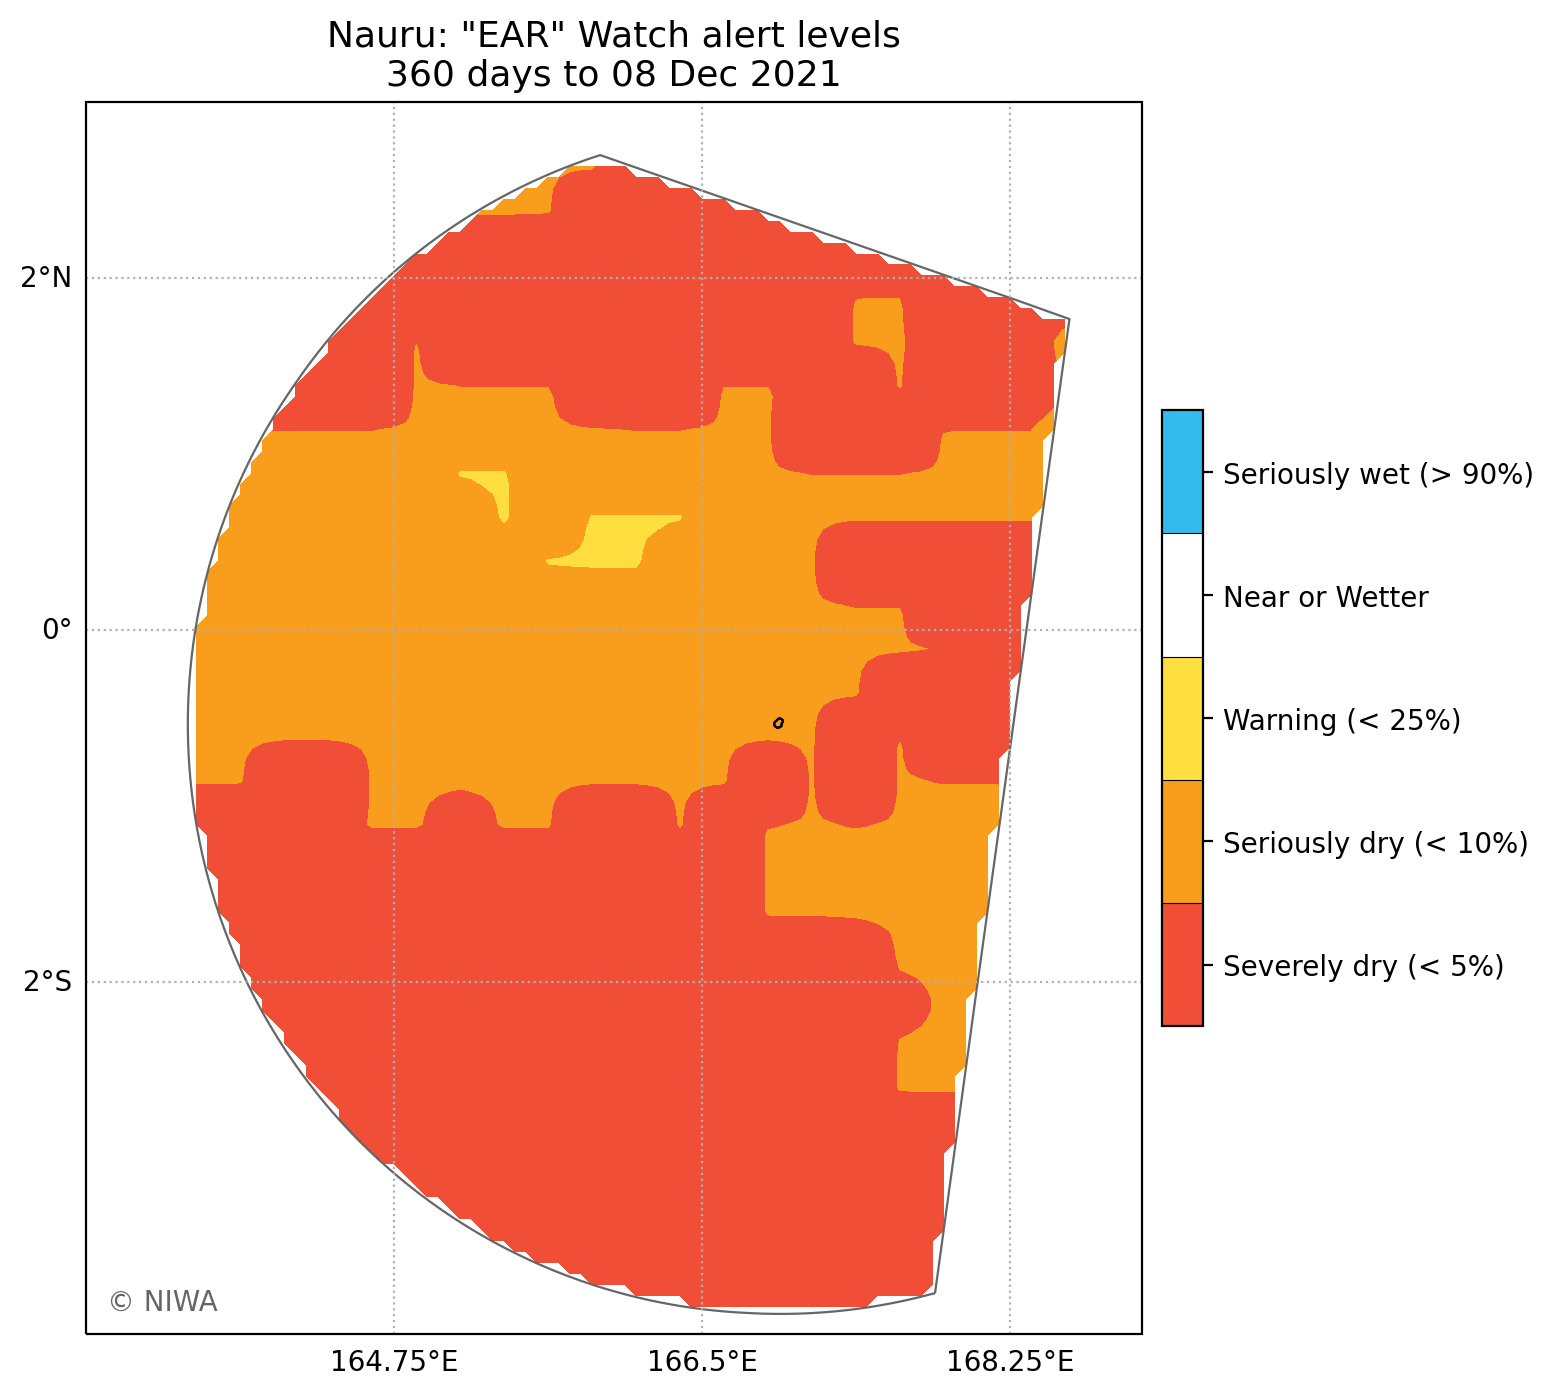 Nauru: "EAR" Watch alert levels
360 days to 08 Dec 2021
2°N
0°
2°S
164.75°E
166.5°E
168.25°E
Seriously wet (> 90%)
Near or Wetter
Warning (< 25%)
Seriously dry (< 10%)
Severely dry (< 5%)
© NIWA